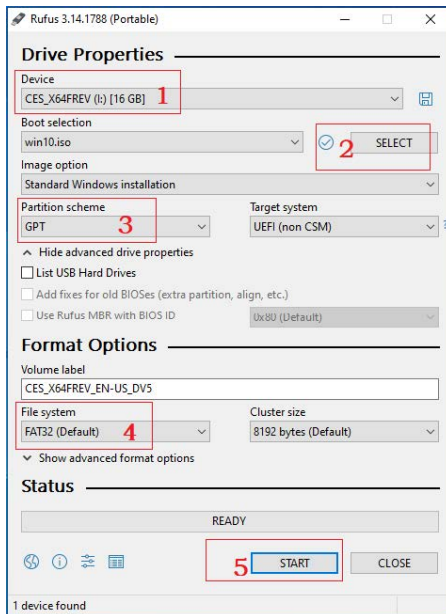 Rufus 3.14.1788 (Portable)
Drive Properties
Device
CES_X64FREV (I:) [16 GB] 1
Boot selection
win10.iso 2 SELECT
Image option
Standard Windows installation
Partition scheme 3 Target system
GPT UEFI (non CSM) ?
Hide advanced drive properties
List USB Hard Drives
Add fixes for old BIOSes (extra partition, align, etc.)
Use Rufus MBR with BIOS ID 0x80 (Default)
Format Options
Volume label
CES_X64FREV_EN-US_DV5
File system Cluster size
FAT32 (Default) 4 8192 bytes (Default)
Show advanced format options
Status
READY
5 START CLOSE
1 device found